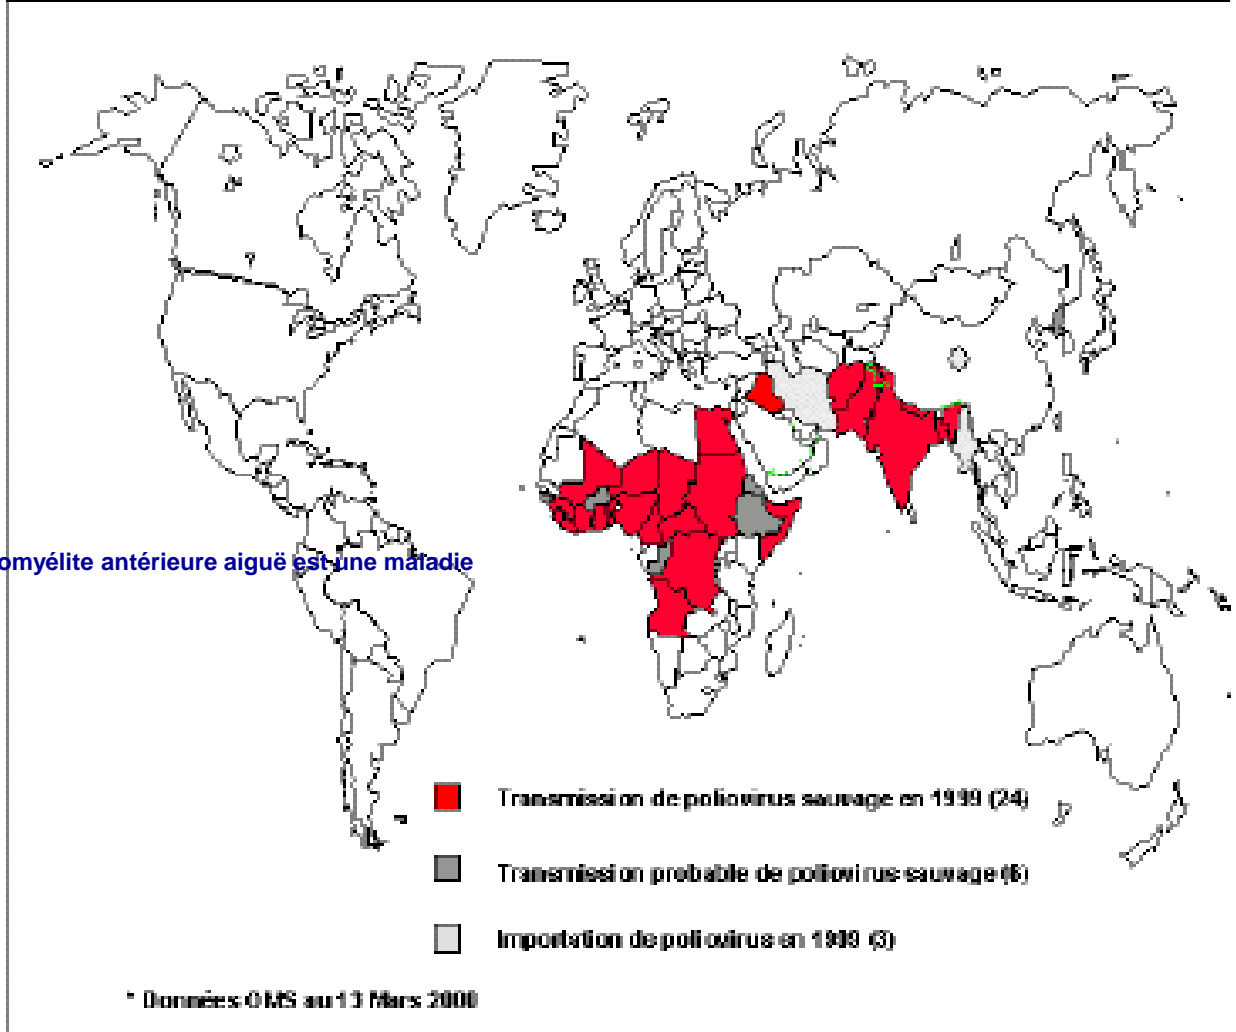 omyélite antérieure aiguë est une maladie
Transmission de poliovirus sauvage en 1999 (24)
Transmission probable de poliovirus sauvage (6)
Importation de poliovirus en 1999 (3)
* Données OMS au 13 Mars 2000